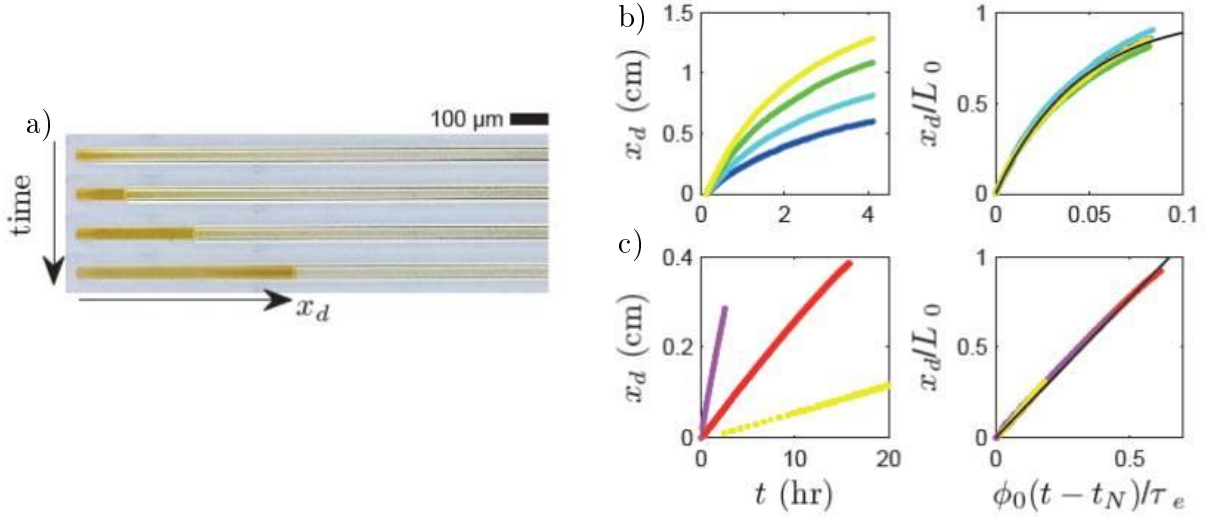 a)
100 μm
time
x_d
b)
x_d (cm)
1.5
1
0.5
0
0 2 4
x_d/L_0
1
0.5
0
0 0.05 0.1
c)
x_d (cm)
0.4
0.2
0
0 10 20
t (hr)
x_d/L_0
1
0.5
0
0 0.5
ϕ_0(t − t_N)/τ_e